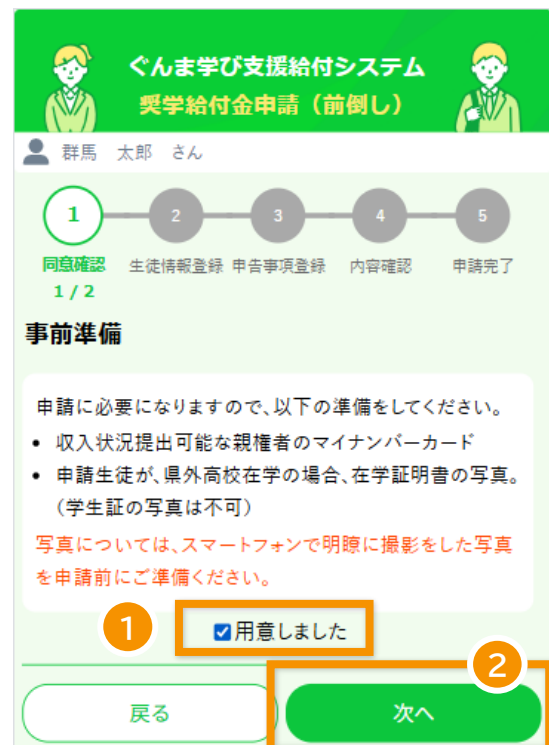 ぐんま学び支援給付システム
奨学給付金申請（前倒し）
群馬　太郎　さん
1 2 3 4 5
同意確認 生徒情報登録 申告事項登録 内容確認 申請完了
1 / 2
事前準備
申請に必要になりますので、以下の準備をしてください。
• 収入状況提出可能な親権者のマイナンバーカード
• 申請生徒が、県外高校在学の場合、在学証明書の写真。
（学生証の写真は不可）
写真については、スマートフォンで明瞭に撮影をした写真
を申請前にご準備ください。
1 用意しました
2
戻る 次へ